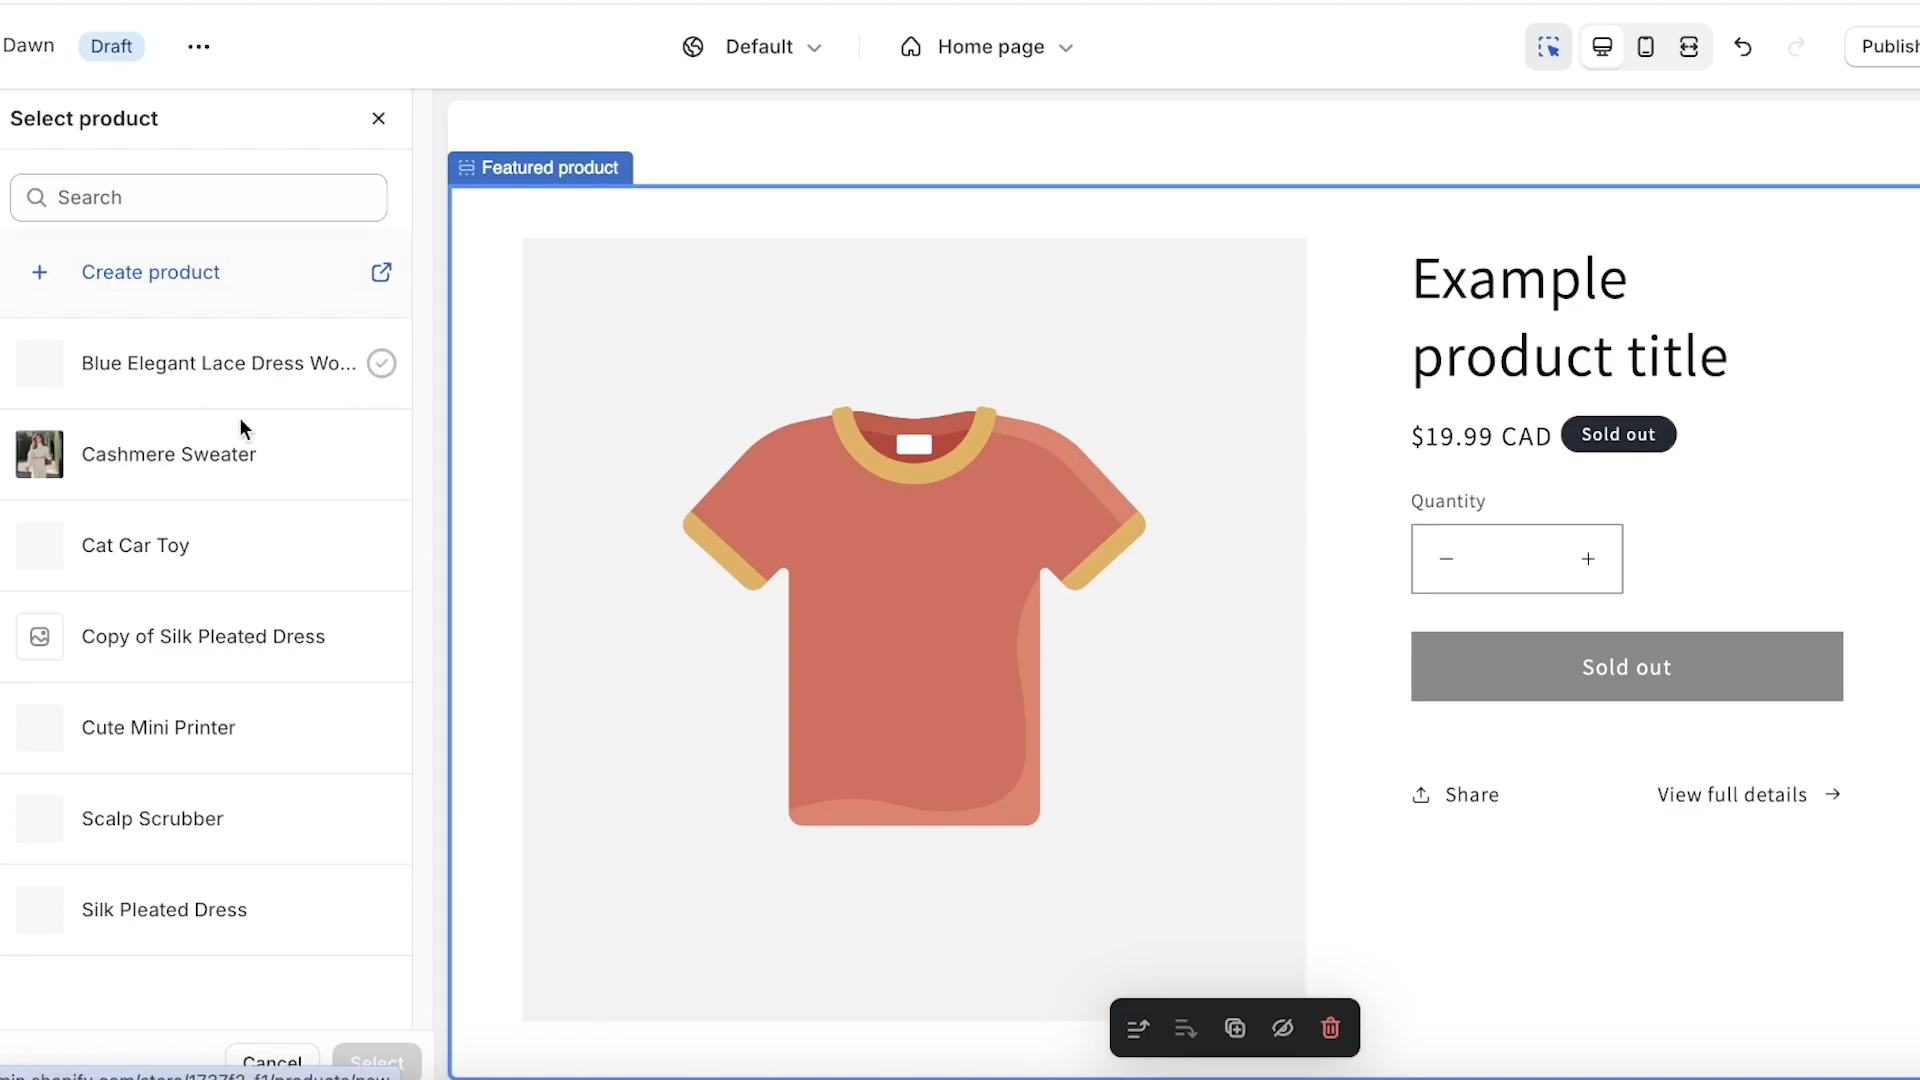 Dawn
Draft
Default
Home page
Publish
Select product
Search
Create product
Blue Elegant Lace Dress Wo...
Cashmere Sweater
Cat Car Toy
Copy of Silk Pleated Dress
Cute Mini Printer
Scalp Scrubber
Silk Pleated Dress
Cancel
Select
Featured product
Example
product title
$19.99 CAD
Sold out
Quantity
Sold out
Share
View full details